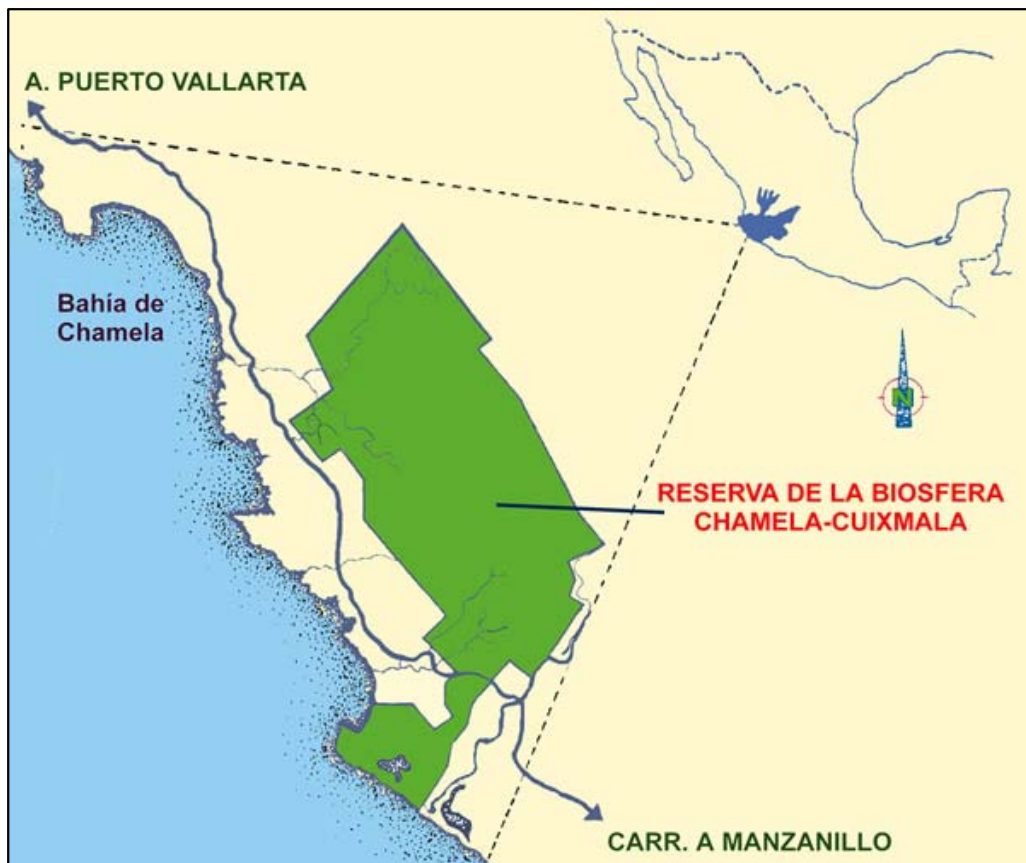 A. PUERTO VALLARTA
Bahía de
Chamela
N
RESERVA DE LA BIOSFERA
CHAMELA-CUIXMALA
CARR. A MANZANILLO